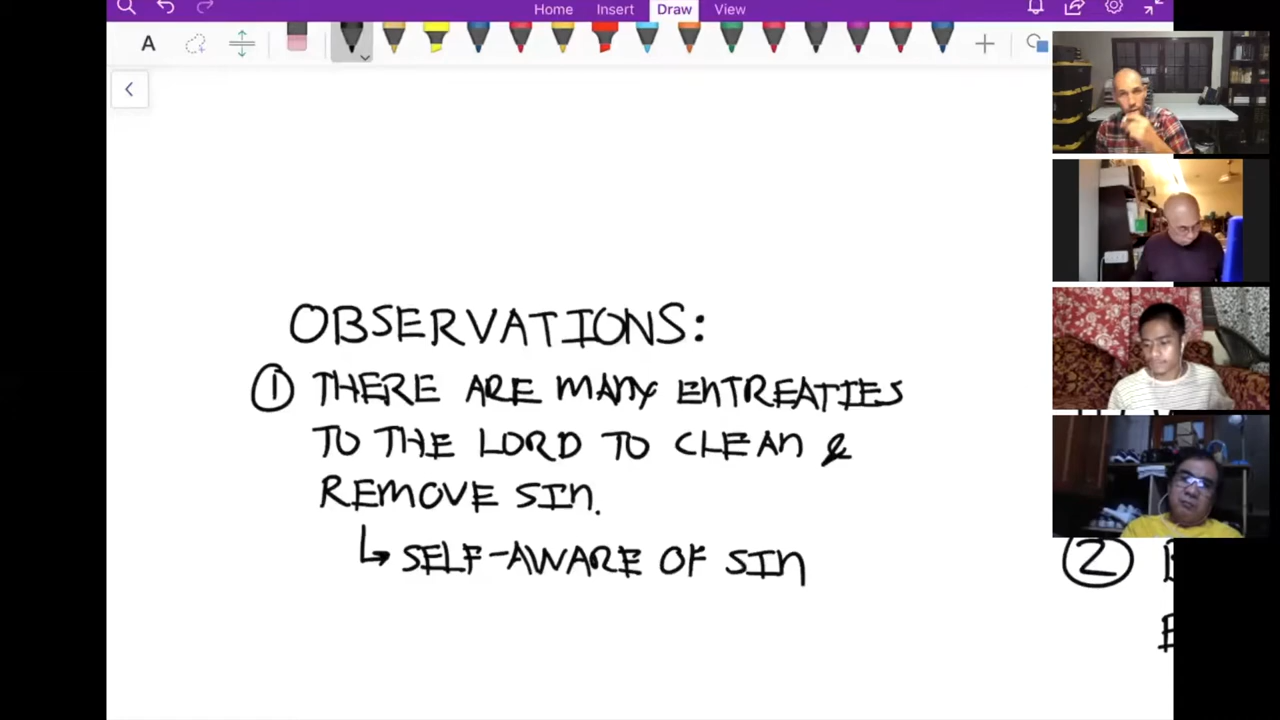 Home Insert Draw View
A
OBSERVATIONS:
① THERE ARE MANY ENTREATIES
TO THE LORD TO CLEAN &
REMOVE SIN.
↳ SELF-AWARE OF SIN
②